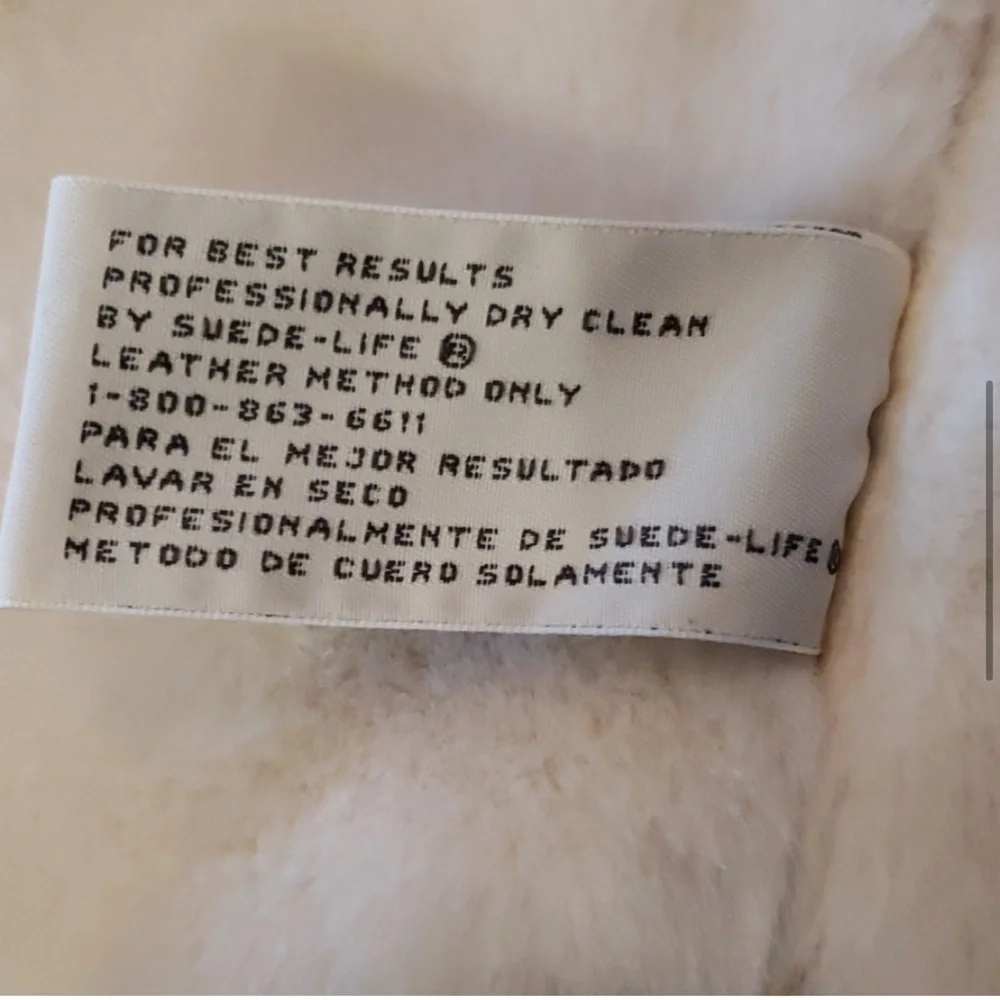 FOR BEST RESULTS
PROFESSIONALLY DRY CLEAN
BY SUEDE-LIFE ®
LEATHER METHOD ONLY
1-800-863-6611
PARA EL MEJOR RESULTADO
LAVAR EN SECO
PROFESIONALMENTE DE SUEDE-LIFE®
METODO DE CUERO SOLAMENTE